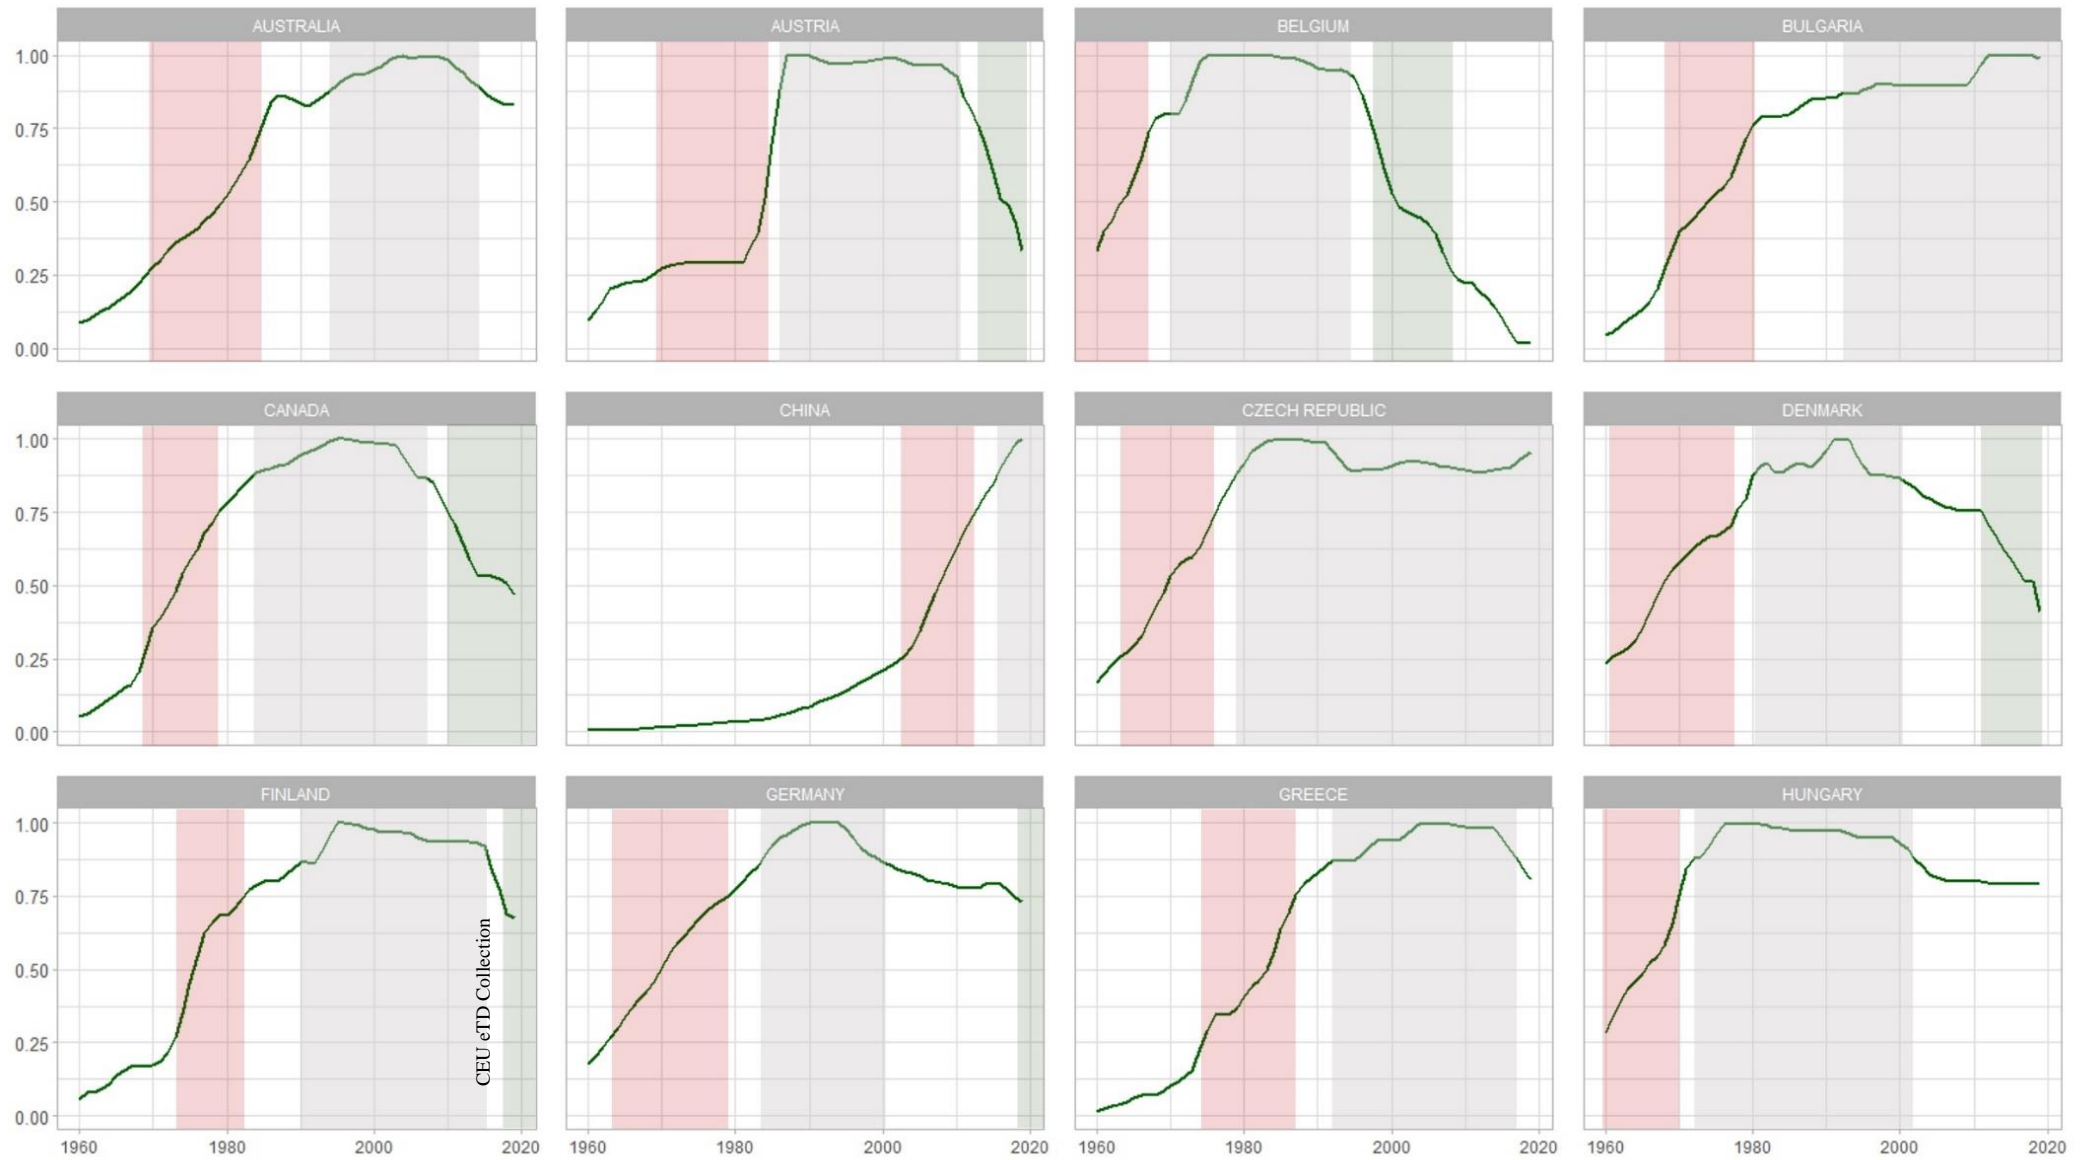 AUSTRALIA
AUSTRIA
BELGIUM
BULGARIA
1.00
0.75
0.50
0.25
0.00
CANADA
CHINA
CZECH REPUBLIC
DENMARK
1.00
0.75
0.50
0.25
0.00
FINLAND
GERMANY
GREECE
HUNGARY
1.00
0.75
0.50
0.25
0.00
CEU eTD Collection
1960 1980 2000 2020
1960 1980 2000 2020
1960 1980 2000 2020
1960 1980 2000 2020